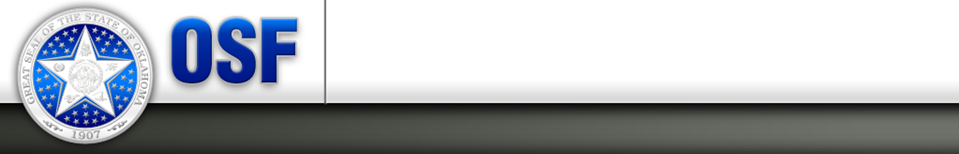 GREAT SEAL OF THE STATE OF OKLAHOMA
1907
OSF